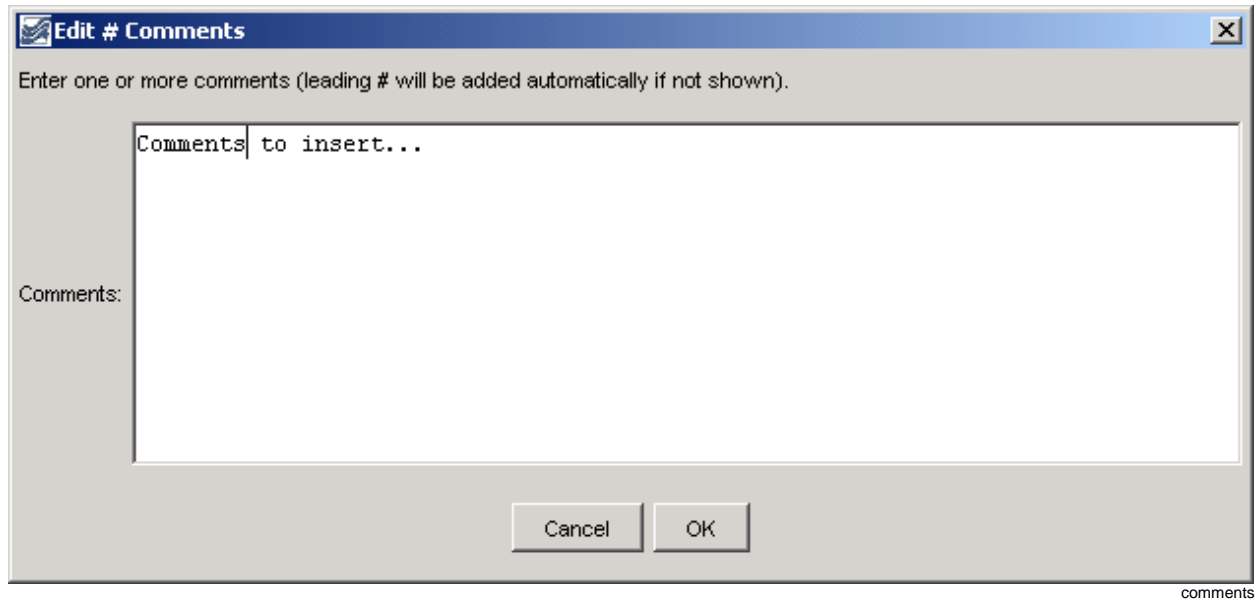 Edit # Comments
Enter one or more comments (leading # will be added automatically if not shown).
Comments to insert...
Comments:
Cancel OK
comments